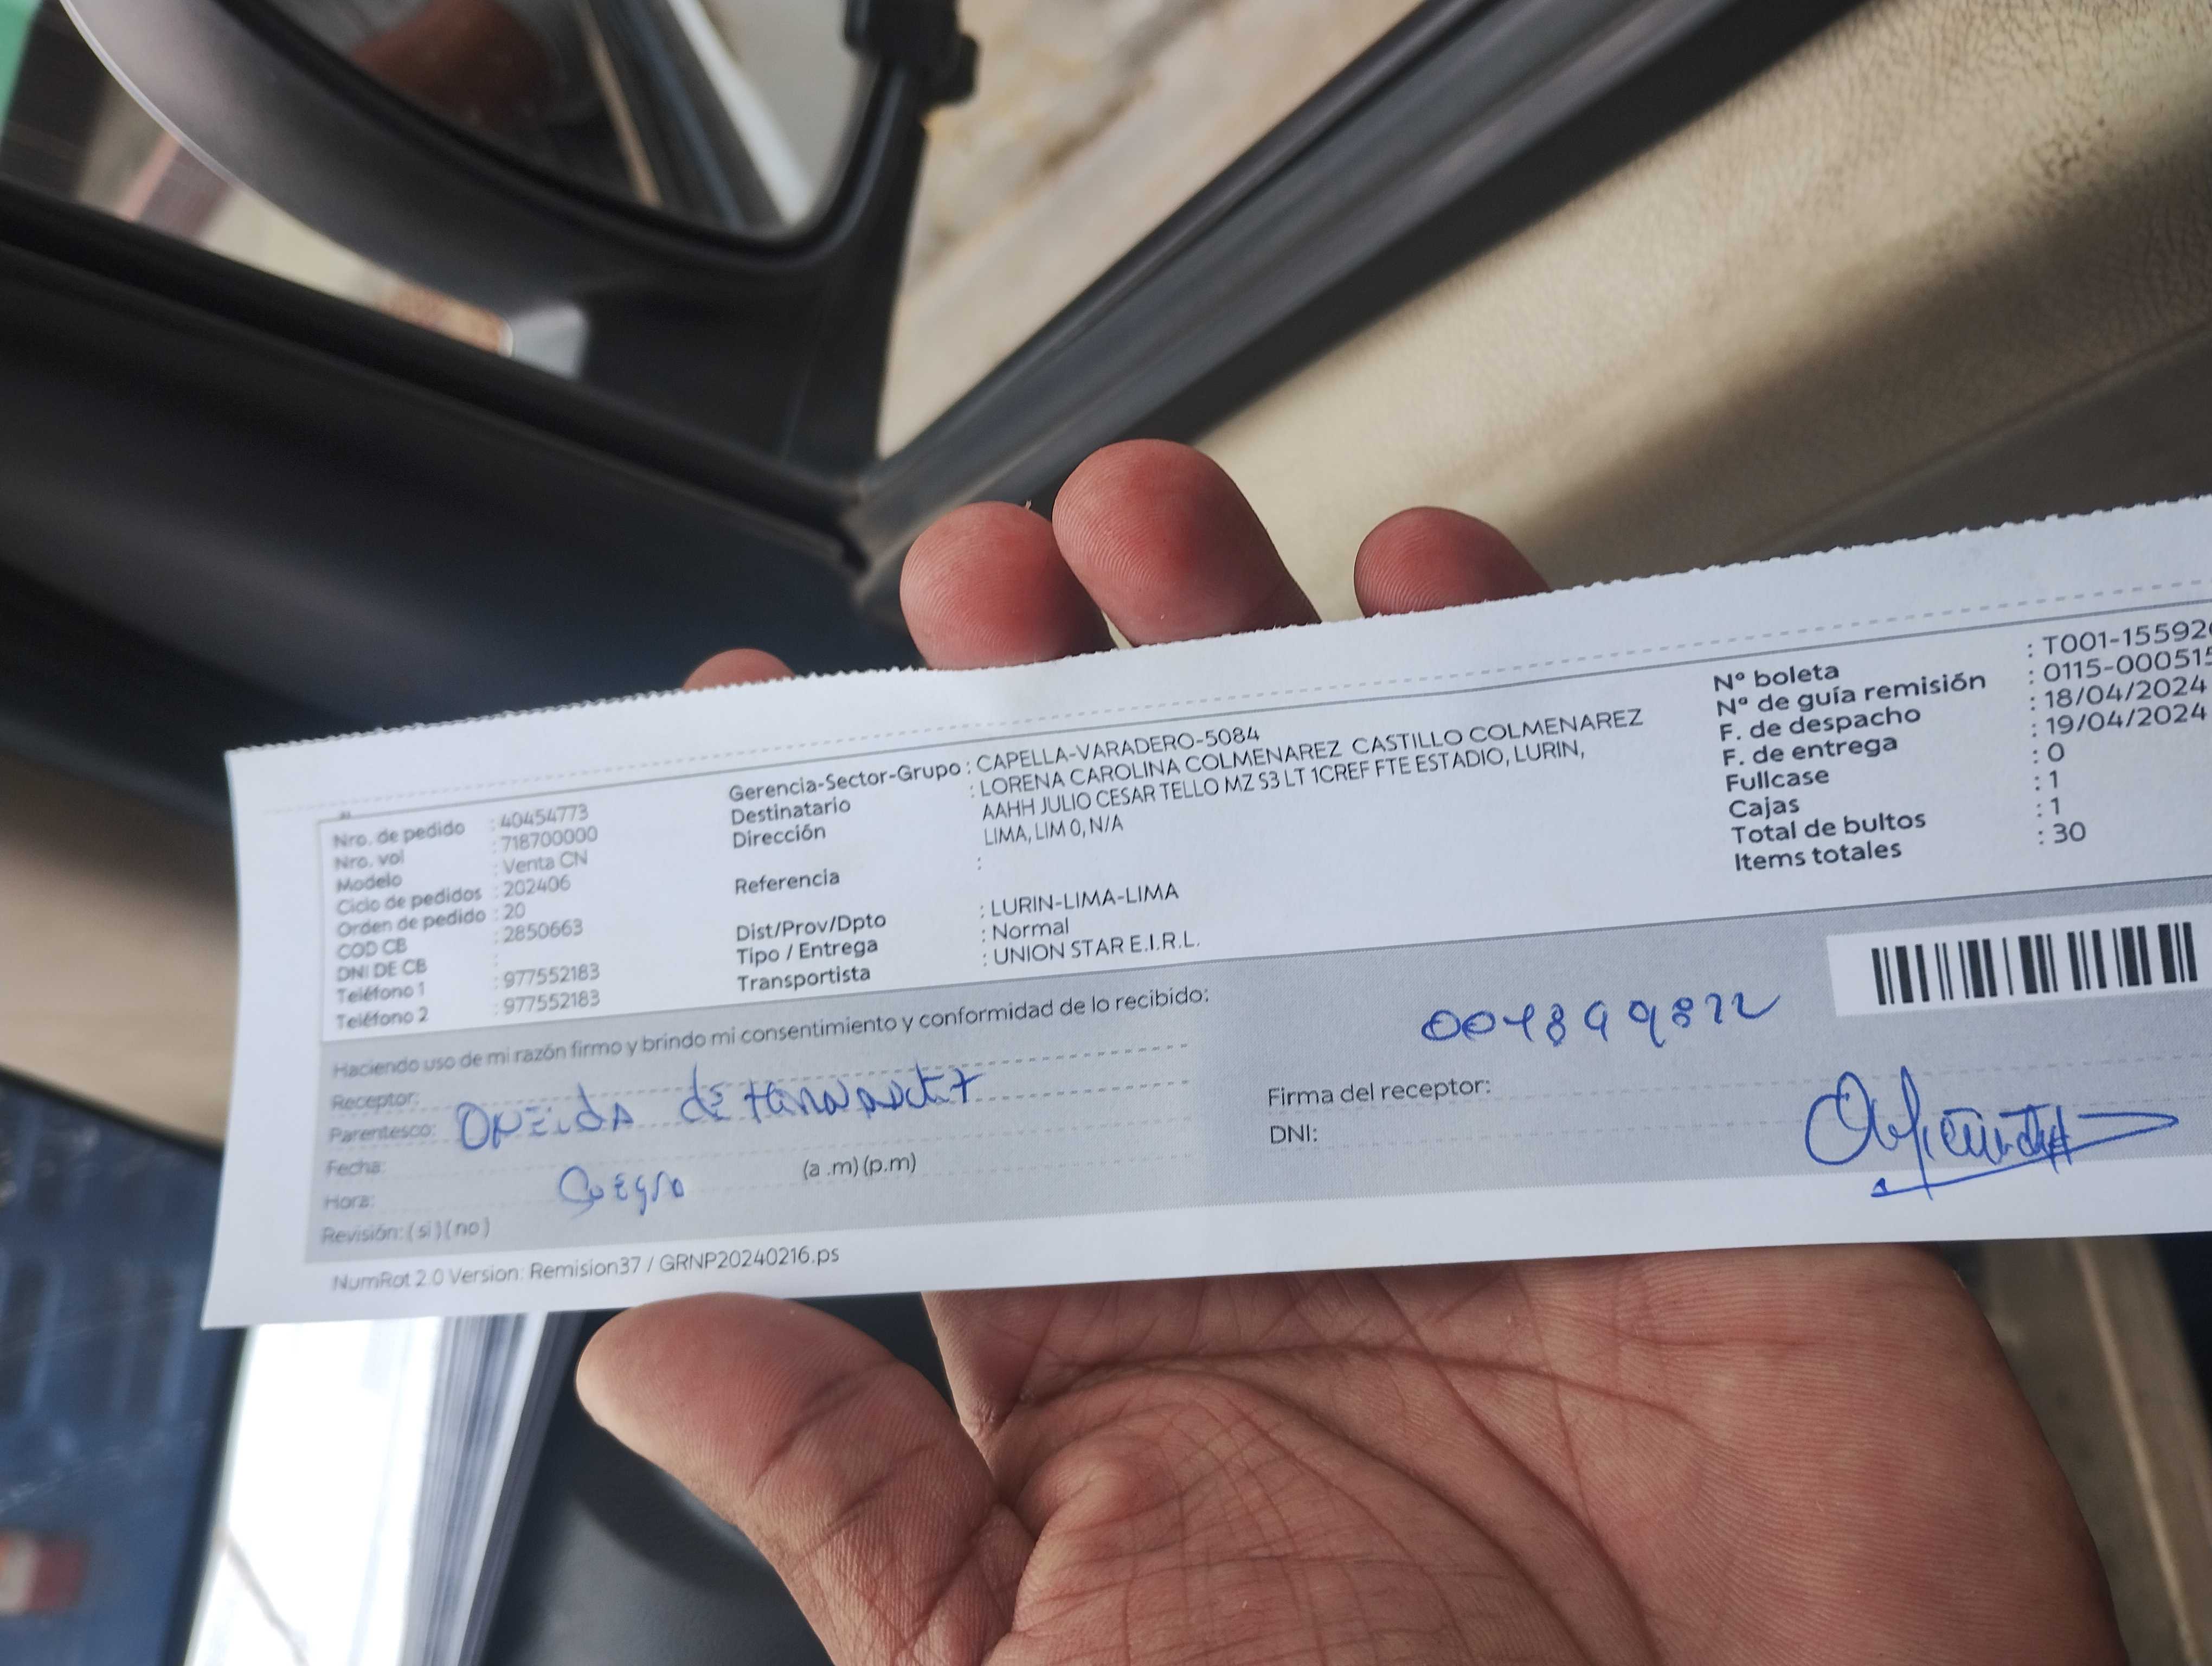 Nro. de pedido : 40454773
Nro. vol : 718700000
Modelo : Venta CN
Ciclo de pedidos : 202406
Orden de pedido : 20
COD CB : 2850663
DNI DE CB :
Teléfono 1 : 977552183
Teléfono 2 : 977552183
Gerencia-Sector-Grupo : CAPELLA-VARADERO-5084
Destinatario : LORENA CAROLINA COLMENAREZ CASTILLO COLMENAREZ
Dirección AAHH JULIO CESAR TELLO MZ S3 LT 1CREF FTE ESTADIO, LURIN,
LIMA, LIM 0, N/A
Referencia :
Dist/Prov/Dpto : LURIN-LIMA-LIMA
Tipo / Entrega : Normal
Transportista : UNION STAR E.I.R.L.
Nº boleta : T001-15592
Nº de guía remisión : 0115-000515
F. de despacho : 18/04/2024
F. de entrega : 19/04/2024
Fullcase : 0
Cajas : 1
Total de bultos : 1
Items totales : 30
Haciendo uso de mi razón firmo y brindo mi consentimiento y conformidad de lo recibido:
Receptor:
Parentesco: de
Fecha:
Hora: Suegro (a .m) (p.m)
Revisión: ( si ) ( no )
Firma del receptor:
DNI:
NumRot 2.0 Version: Remision37 / GRNP20240216.ps